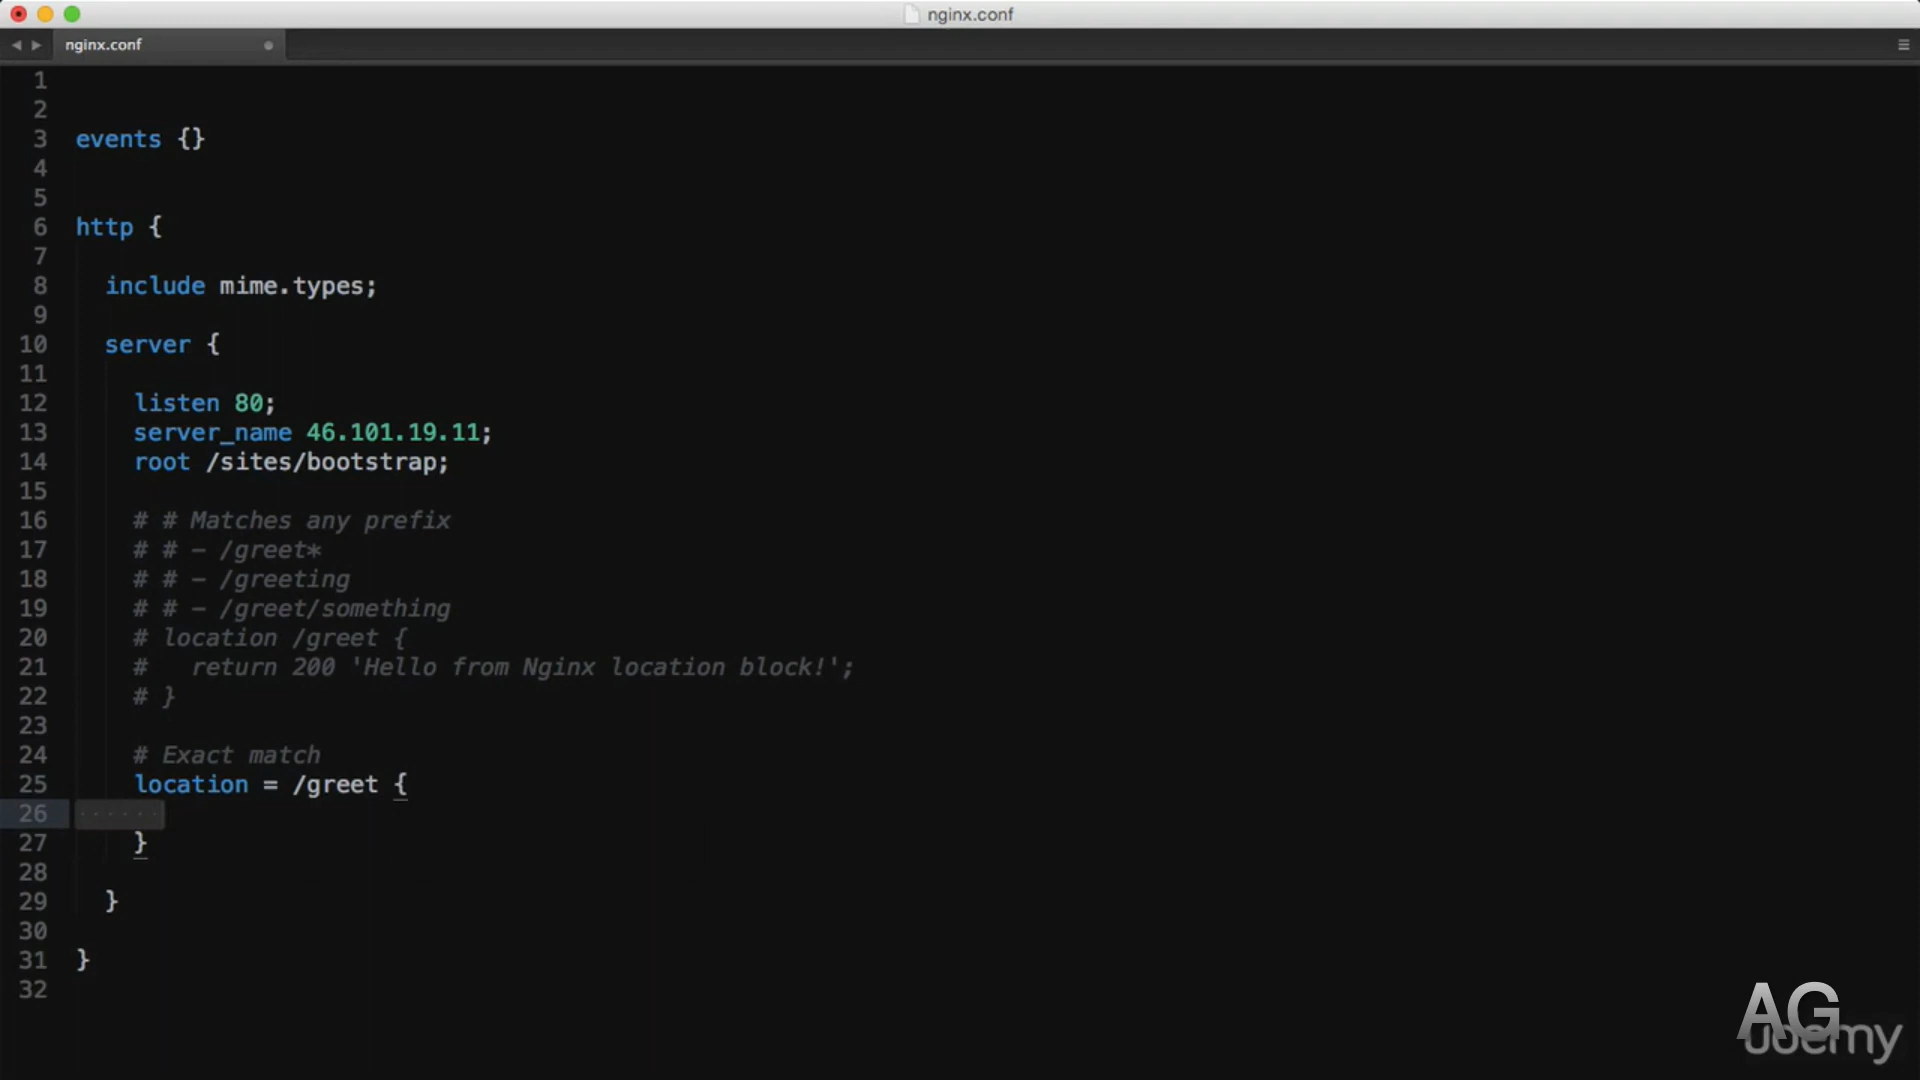 nginx.conf
nginx.conf
1
2
3 events {}
4
5
6 http {
7
8 include mime.types;
9
10 server {
11
12 listen 80;
13 server_name 46.101.19.11;
14 root /sites/bootstrap;
15
16 # # Matches any prefix
17 # # - /greet*
18 # # - /greeting
19 # # - /greet/something
20 # location /greet {
21 #   return 200 'Hello from Nginx location block!';
22 # }
23
24 # Exact match
25 location = /greet {
26
27 }
28
29 }
30
31 }
32
AG
udemy